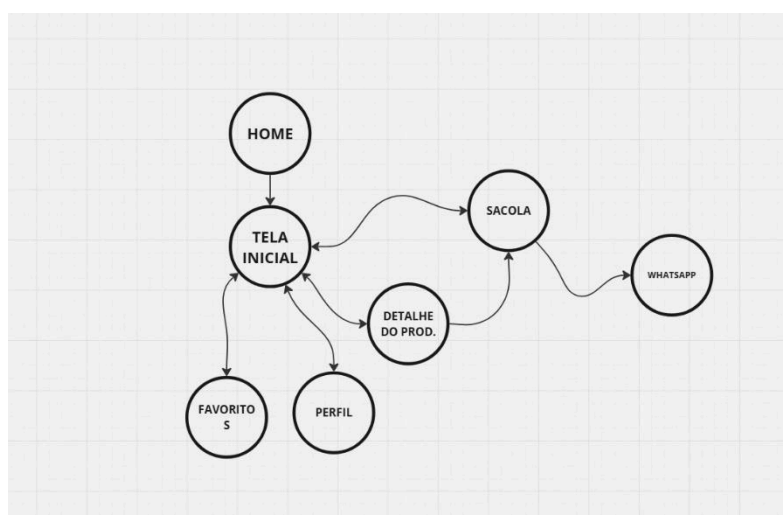 HOME
TELA
INICIAL
SACOLA
WHATSAPP
DETALHE
DO PROD.
FAVORITO
S
PERFIL